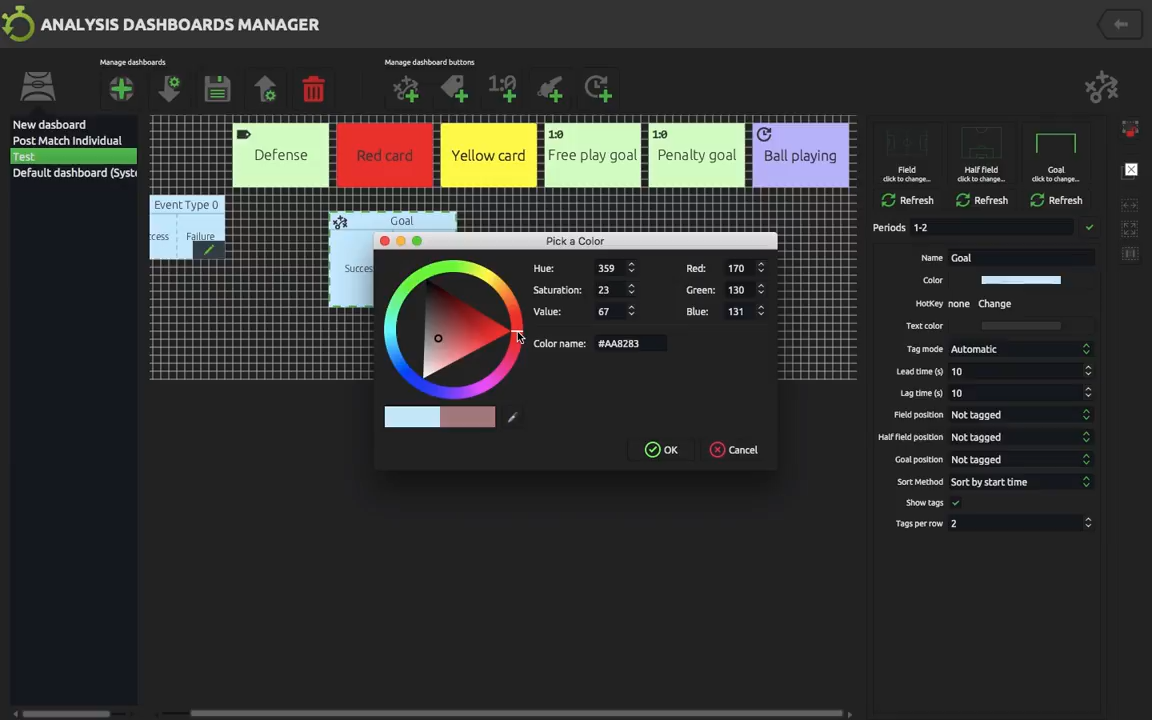 ANALYSIS DASHBOARDS MANAGER
Manage dashboards
Manage dashboard buttons
1:0
New dasboard
Post Match Individual
Test
Default dashboard (Syste
Defense
Red card
Yellow card
1:0
Free play goal
1:0
Penalty goal
Ball playing
Event Type 0
cess
Failure
Goal
Succes
Pick a Color
Hue: 359
Red: 170
Saturation: 23
Green: 130
Value: 67
Blue: 131
Color name: #AA8283
OK
Cancel
Field
click to change...
Half field
click to change...
Goal
click to change...
Refresh
Refresh
Refresh
Periods 1-2
Name Goal
Color
HotKey none Change
Text color
Tag mode Automatic
Lead time (s) 10
Lag time (s) 10
Field position Not tagged
Half field position Not tagged
Goal position Not tagged
Sort Method Sort by start time
Show tags
Tags per row 2